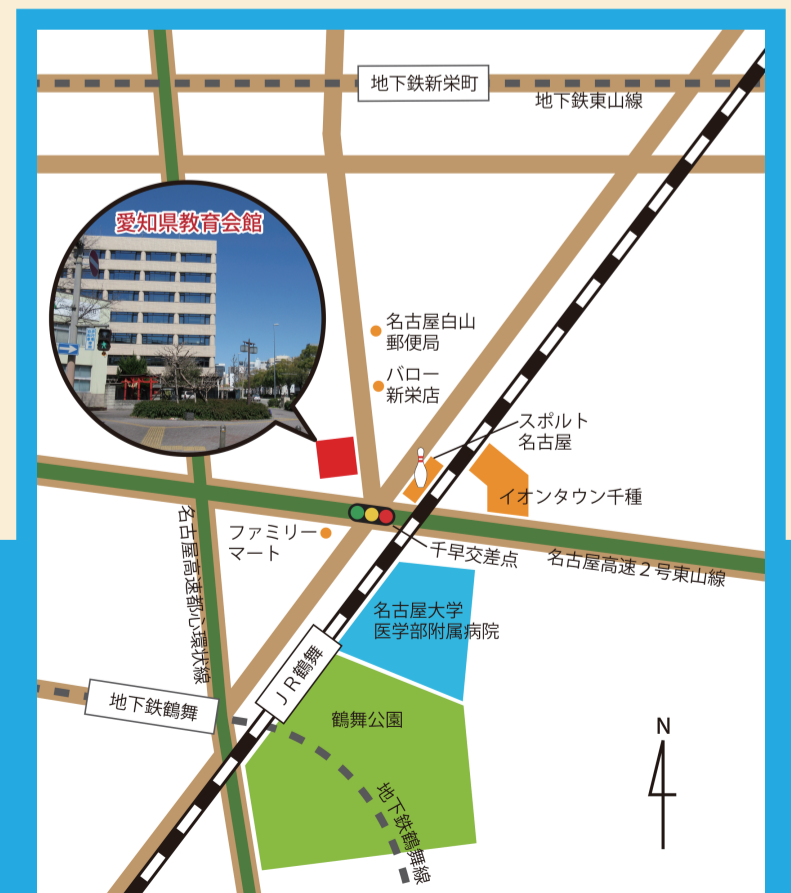 地下鉄新栄町
地下鉄東山線
愛知県教育会館
名古屋白山
郵便局
バロー
新栄店
スポルト
名古屋
イオンタウン千種
ファミリー
マート
千早交差点
名古屋高速2号東山線
名古屋高速都心環状線
名古屋大学
医学部附属病院
JR鶴舞
地下鉄鶴舞
鶴舞公園
地下鉄鶴舞線
N